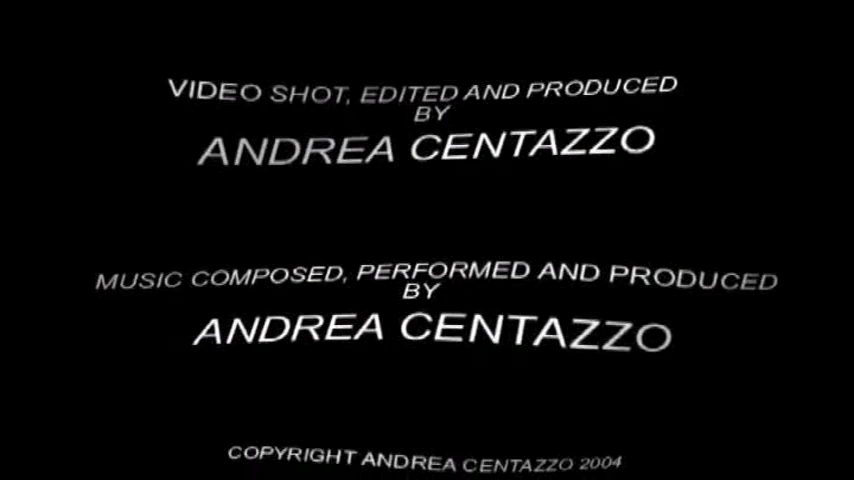 VIDEO SHOT, EDITED AND PRODUCED
BY
ANDREA CENTAZZO
MUSIC COMPOSED, PERFORMED AND PRODUCED
BY
ANDREA CENTAZZO
COPYRIGHT ANDREA CENTAZZO 2004